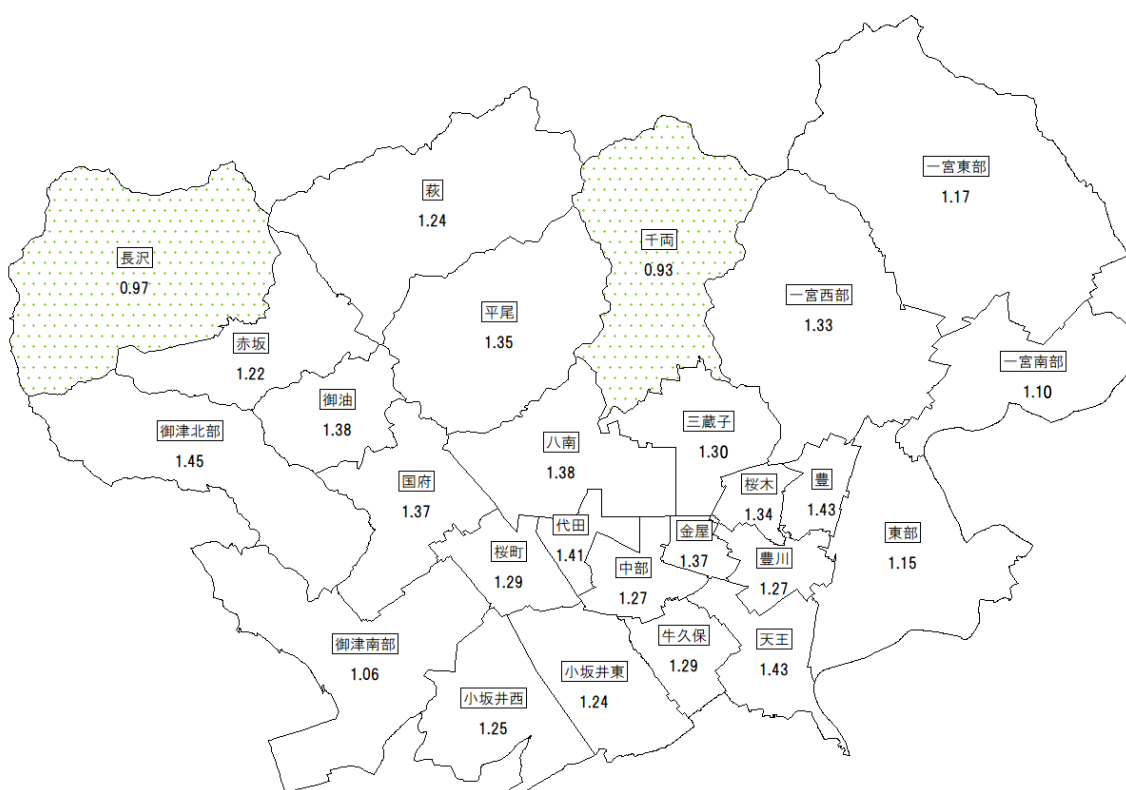 一宮東部
1.17
萩
1.24
千両
0.93
長沢
0.97
一宮西部
1.33
平尾
1.35
赤坂
1.22
一宮南部
1.10
御油
1.38
三蔵子
1.30
御津北部
1.45
八南
1.38
国府
1.37
桜木
1.34
豊
1.43
代田
1.41
金屋
1.37
東部
1.15
桜町
1.29
中部
1.27
豊川
1.27
御津南部
1.06
牛久保
1.29
天王
1.43
小坂井東
1.24
小坂井西
1.25